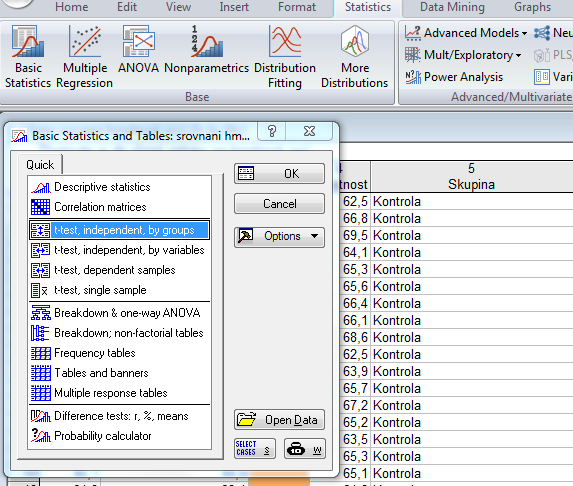 Home Edit View Insert Format Statistics Data Mining Graphs
Basic Statistics
Multiple Regression
ANOVA
Nonparametrics
Distribution Fitting
More Distributions
Base
Advanced Models
Mult/Exploratory
Power Analysis
Neu
PLS,
Vari
Advanced/Multivariate
Basic Statistics and Tables: srovnani hm...
Quick
Descriptive statistics
Correlation matrices
t-test, independent, by groups
t-test, independent, by variables
t-test, dependent samples
t-test, single sample
Breakdown & one-way ANOVA
Breakdown; non-factorial tables
Frequency tables
Tables and banners
Multiple response tables
Difference tests: r, %, means
Probability calculator
OK
Cancel
Options
Open Data
SELECT CASES S
W
4 5
tnost Skupina
62,5 Kontrola
66,8 Kontrola
69,5 Kontrola
64,1 Kontrola
65,3 Kontrola
65,6 Kontrola
66,4 Kontrola
66,1 Kontrola
68,6 Kontrola
62,5 Kontrola
63,9 Kontrola
65,7 Kontrola
67,2 Kontrola
65,2 Kontrola
63,5 Kontrola
65,3 Kontrola
65,1 Kontrola